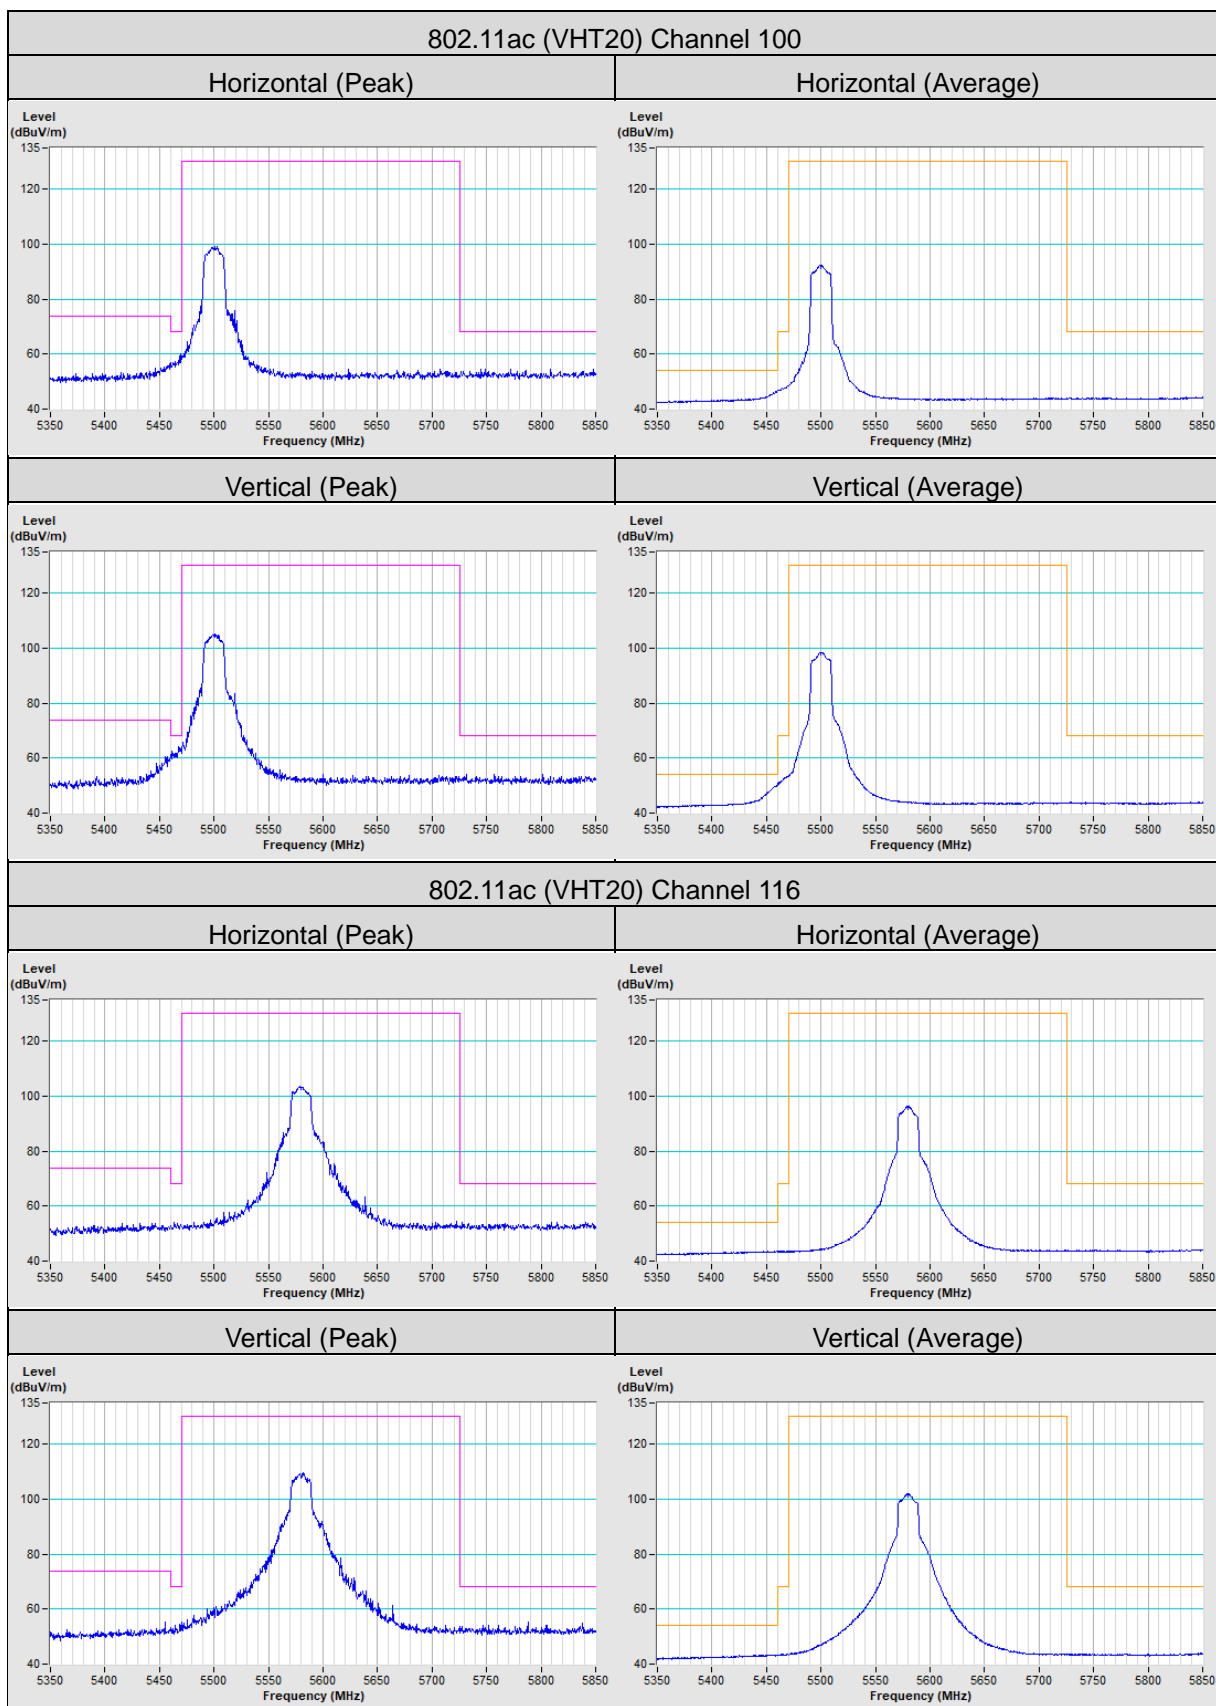 802.11ac (VHT20) Channel 100
Horizontal (Peak)
Horizontal (Average)
Level
(dBuV/m)
135
120
100
80
60
40
5350 5400 5450 5500 5550 5600 5650 5700 5750 5800 5850
Frequency (MHz)
Level
(dBuV/m)
135
120
100
80
60
40
5350 5400 5450 5500 5550 5600 5650 5700 5750 5800 5850
Frequency (MHz)
Vertical (Peak)
Vertical (Average)
Level
(dBuV/m)
135
120
100
80
60
40
5350 5400 5450 5500 5550 5600 5650 5700 5750 5800 5850
Frequency (MHz)
Level
(dBuV/m)
135
120
100
80
60
40
5350 5400 5450 5500 5550 5600 5650 5700 5750 5800 5850
Frequency (MHz)
802.11ac (VHT20) Channel 116
Horizontal (Peak)
Horizontal (Average)
Level
(dBuV/m)
135
120
100
80
60
40
5350 5400 5450 5500 5550 5600 5650 5700 5750 5800 5850
Frequency (MHz)
Level
(dBuV/m)
135
120
100
80
60
40
5350 5400 5450 5500 5550 5600 5650 5700 5750 5800 5850
Frequency (MHz)
Vertical (Peak)
Vertical (Average)
Level
(dBuV/m)
135
120
100
80
60
40
5350 5400 5450 5500 5550 5600 5650 5700 5750 5800 5850
Frequency (MHz)
Level
(dBuV/m)
135
120
100
80
60
40
5350 5400 5450 5500 5550 5600 5650 5700 5750 5800 5850
Frequency (MHz)